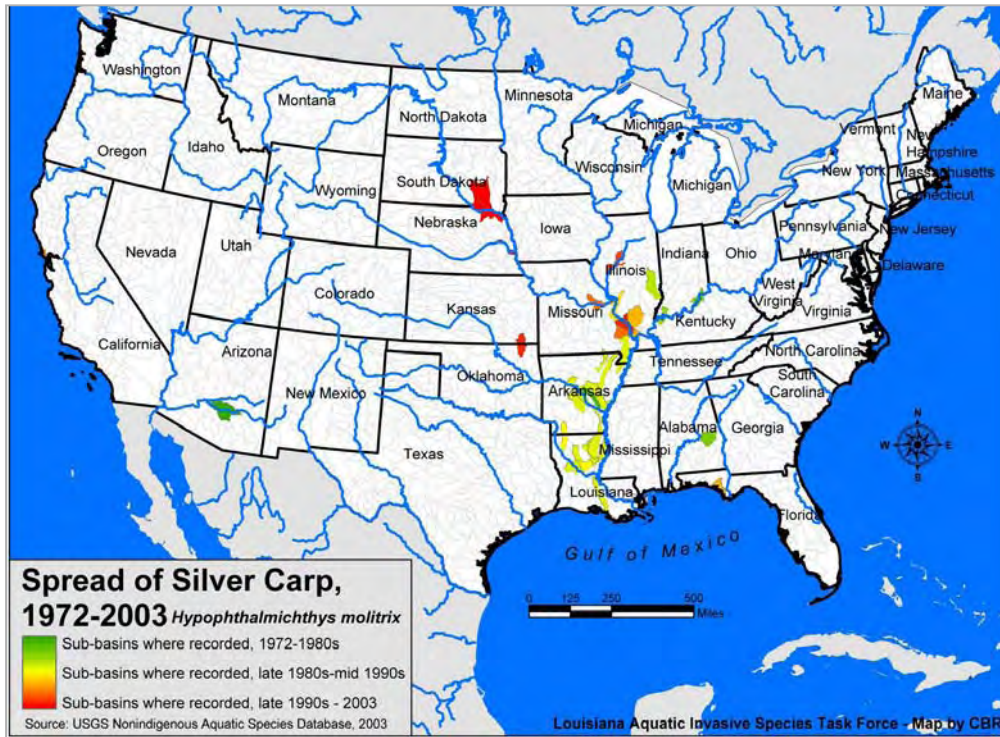 Washington
Montana
North Dakota
Minnesota
Michigan
Maine
Vermont
New Hampshire
Oregon
Idaho
Wisconsin
Michigan
New York
Massachusetts
Connecticut
Wyoming
South Dakota
Nebraska
Iowa
Pennsylvania
New Jersey
Nevada
Utah
Illinois
Indiana
Ohio
Maryland
Delaware
Colorado
Kansas
Missouri
West Virginia
Virginia
Kentucky
California
Arizona
New Mexico
Oklahoma
Arkansas
Tennessee
North Carolina
South Carolina
Texas
Mississippi
Alabama
Georgia
Louisiana
Florida
N
W E
S
Gulf of Mexico
0 125 250 500
Miles
Spread of Silver Carp,
1972-2003 Hypophthalmichthys molitrix
Sub-basins where recorded, 1972-1980s
Sub-basins where recorded, late 1980s-mid 1990s
Sub-basins where recorded, late 1990s - 2003
Source: USGS Nonindigenous Aquatic Species Database, 2003
Louisiana Aquatic Invasive Species Task Force - Map by CBR